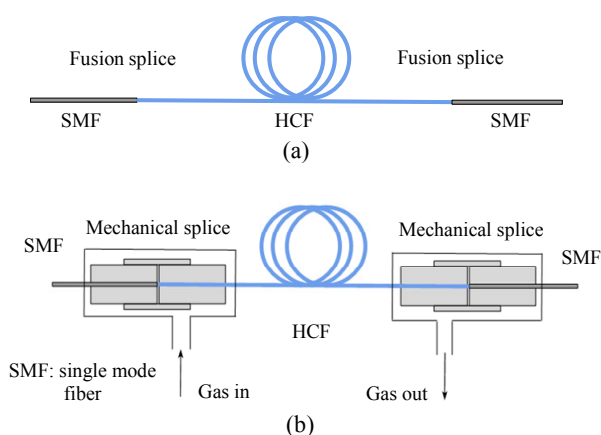 Fusion splice
Fusion splice
SMF
HCF
SMF
(a)
Mechanical splice
Mechanical splice
SMF
SMF
HCF
SMF: single mode
fiber
Gas in
Gas out
(b)